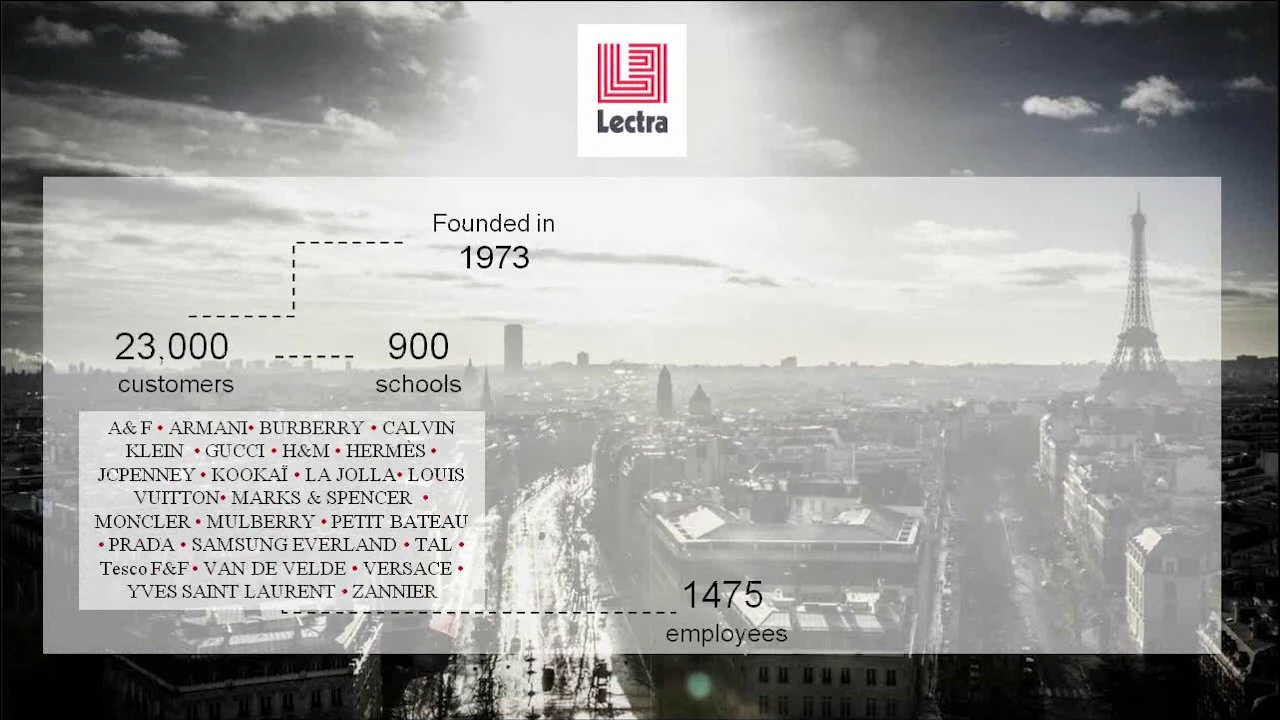 Lectra
Founded in
1973
23,000
customers
900
schools
A&F • ARMANI• BURBERRY • CALVIN
KLEIN • GUCCI • H&M • HERMÈS •
JCPENNEY • KOOKAÏ • LA JOLLA• LOUIS
VUITTON• MARKS & SPENCER •
MONCLER • MULBERRY • PETIT BATEAU
• PRADA • SAMSUNG EVERLAND • TAL •
Tesco F&F • VAN DE VELDE • VERSACE •
YVES SAINT LAURENT • ZANNIER
1475
employees